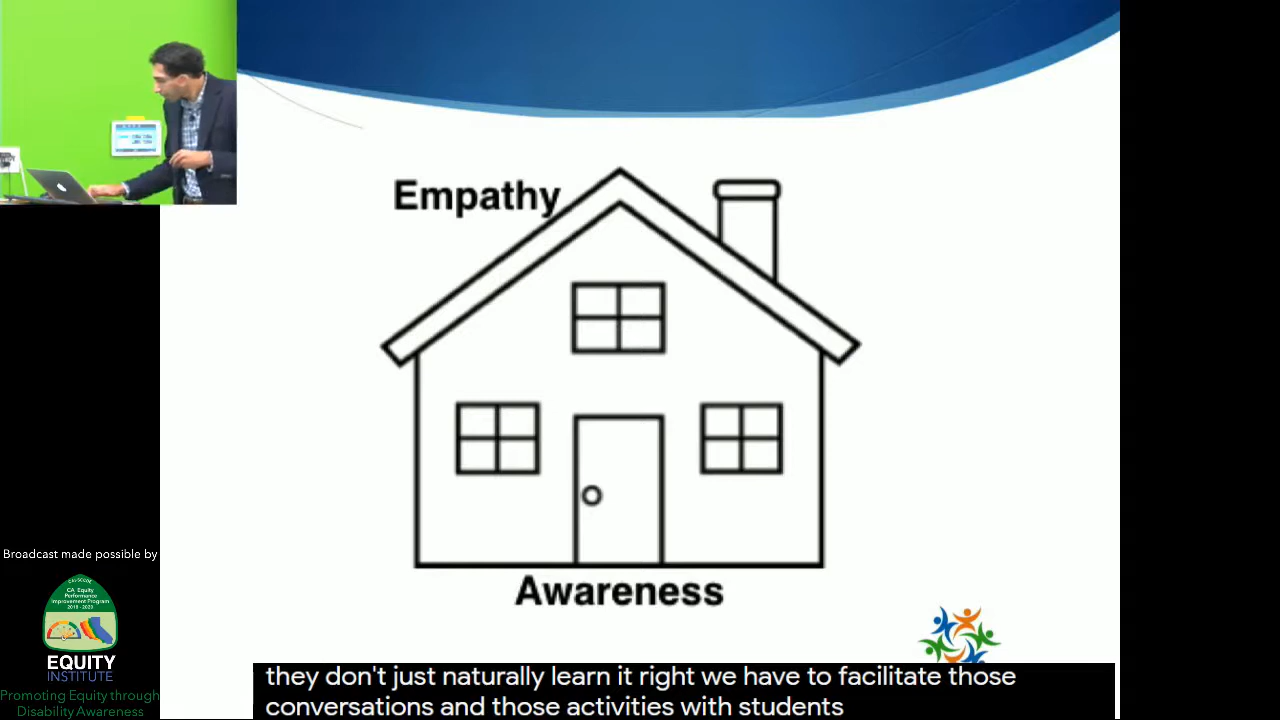 Empathy
Awareness
Broadcast made possible by
CA Equity
Performance
Improvement Program
2018 - 2023
EQUITY
INSTITUTE
Promoting Equity through
Disability Awareness
they don't just naturally learn it right we have to facilitate those
conversations and those activities with students